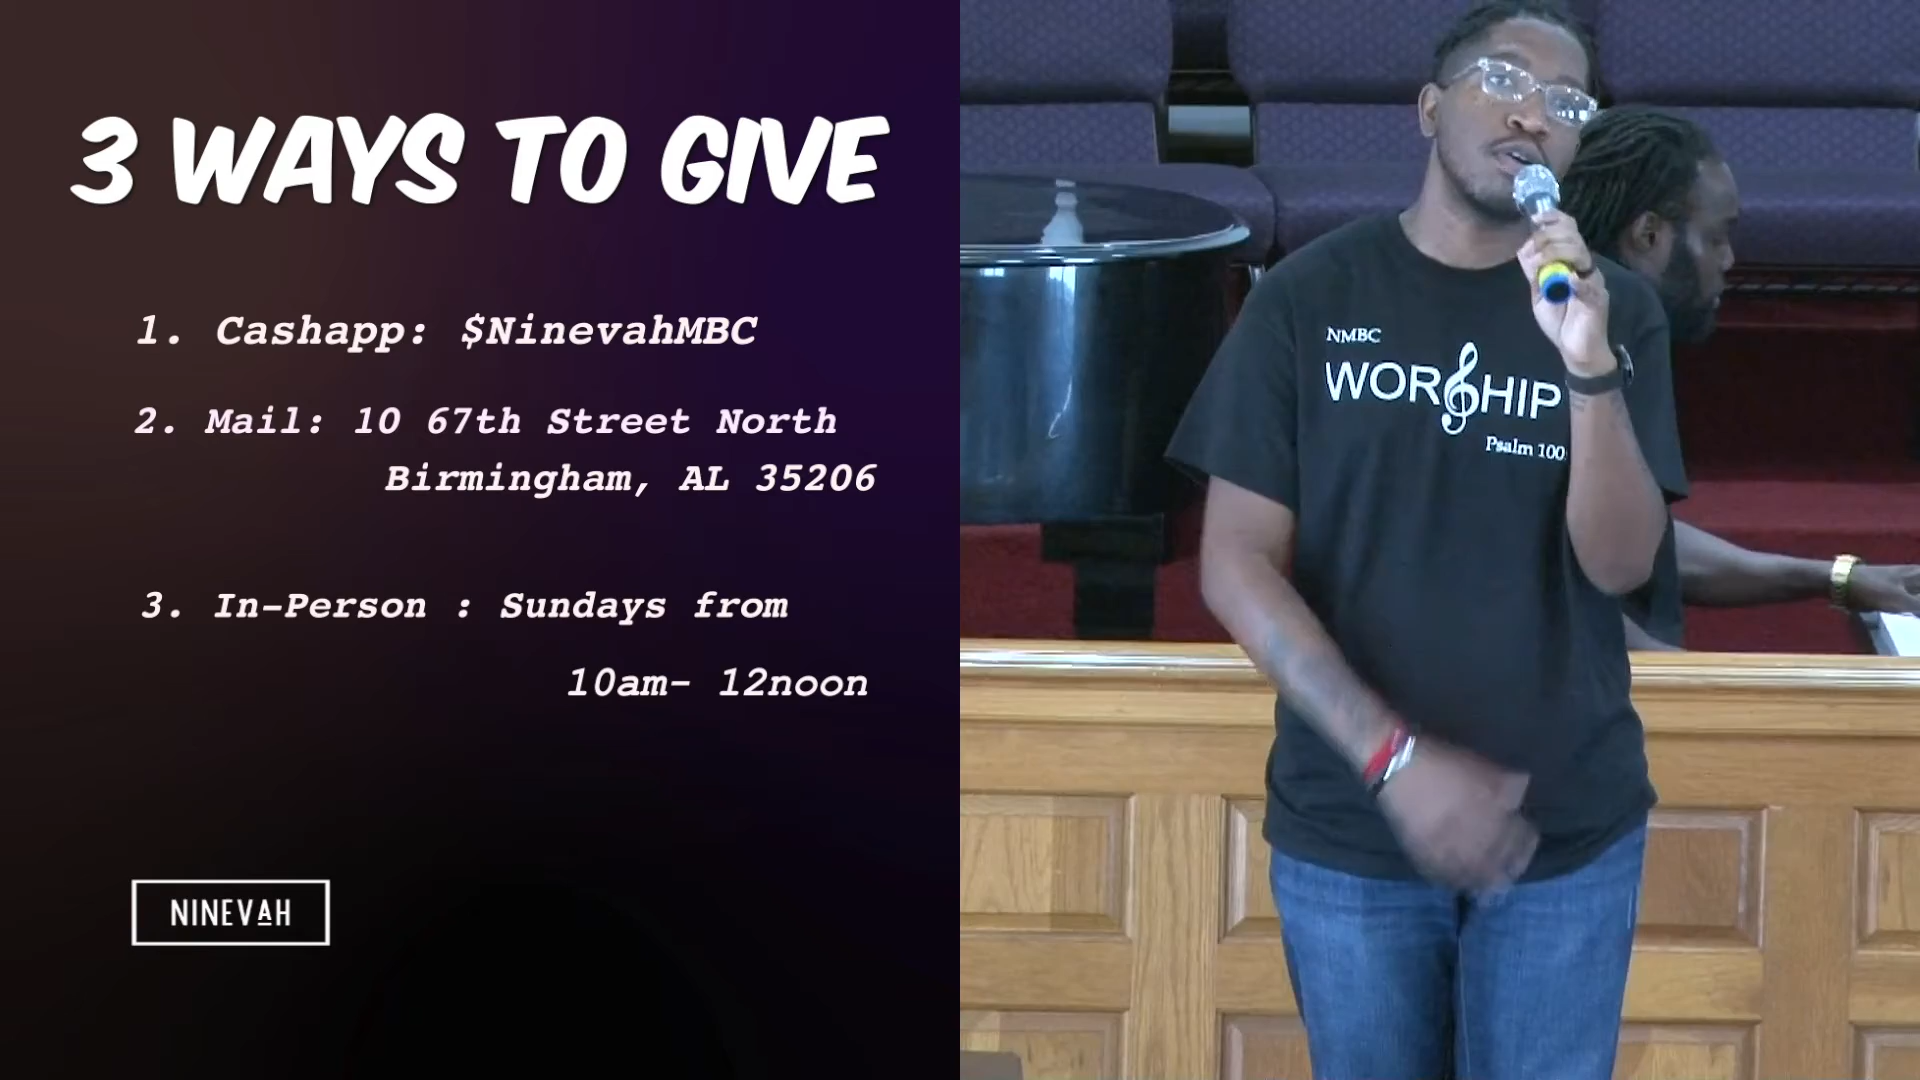 3 WAYS TO GIVE
1. Cashapp: $NinevahMBC
2. Mail: 10 67th Street North
Birmingham, AL 35206
3. In-Person : Sundays from
10am- 12noon
NINEVAH
NMBC
WORSHIP
Psalm 100